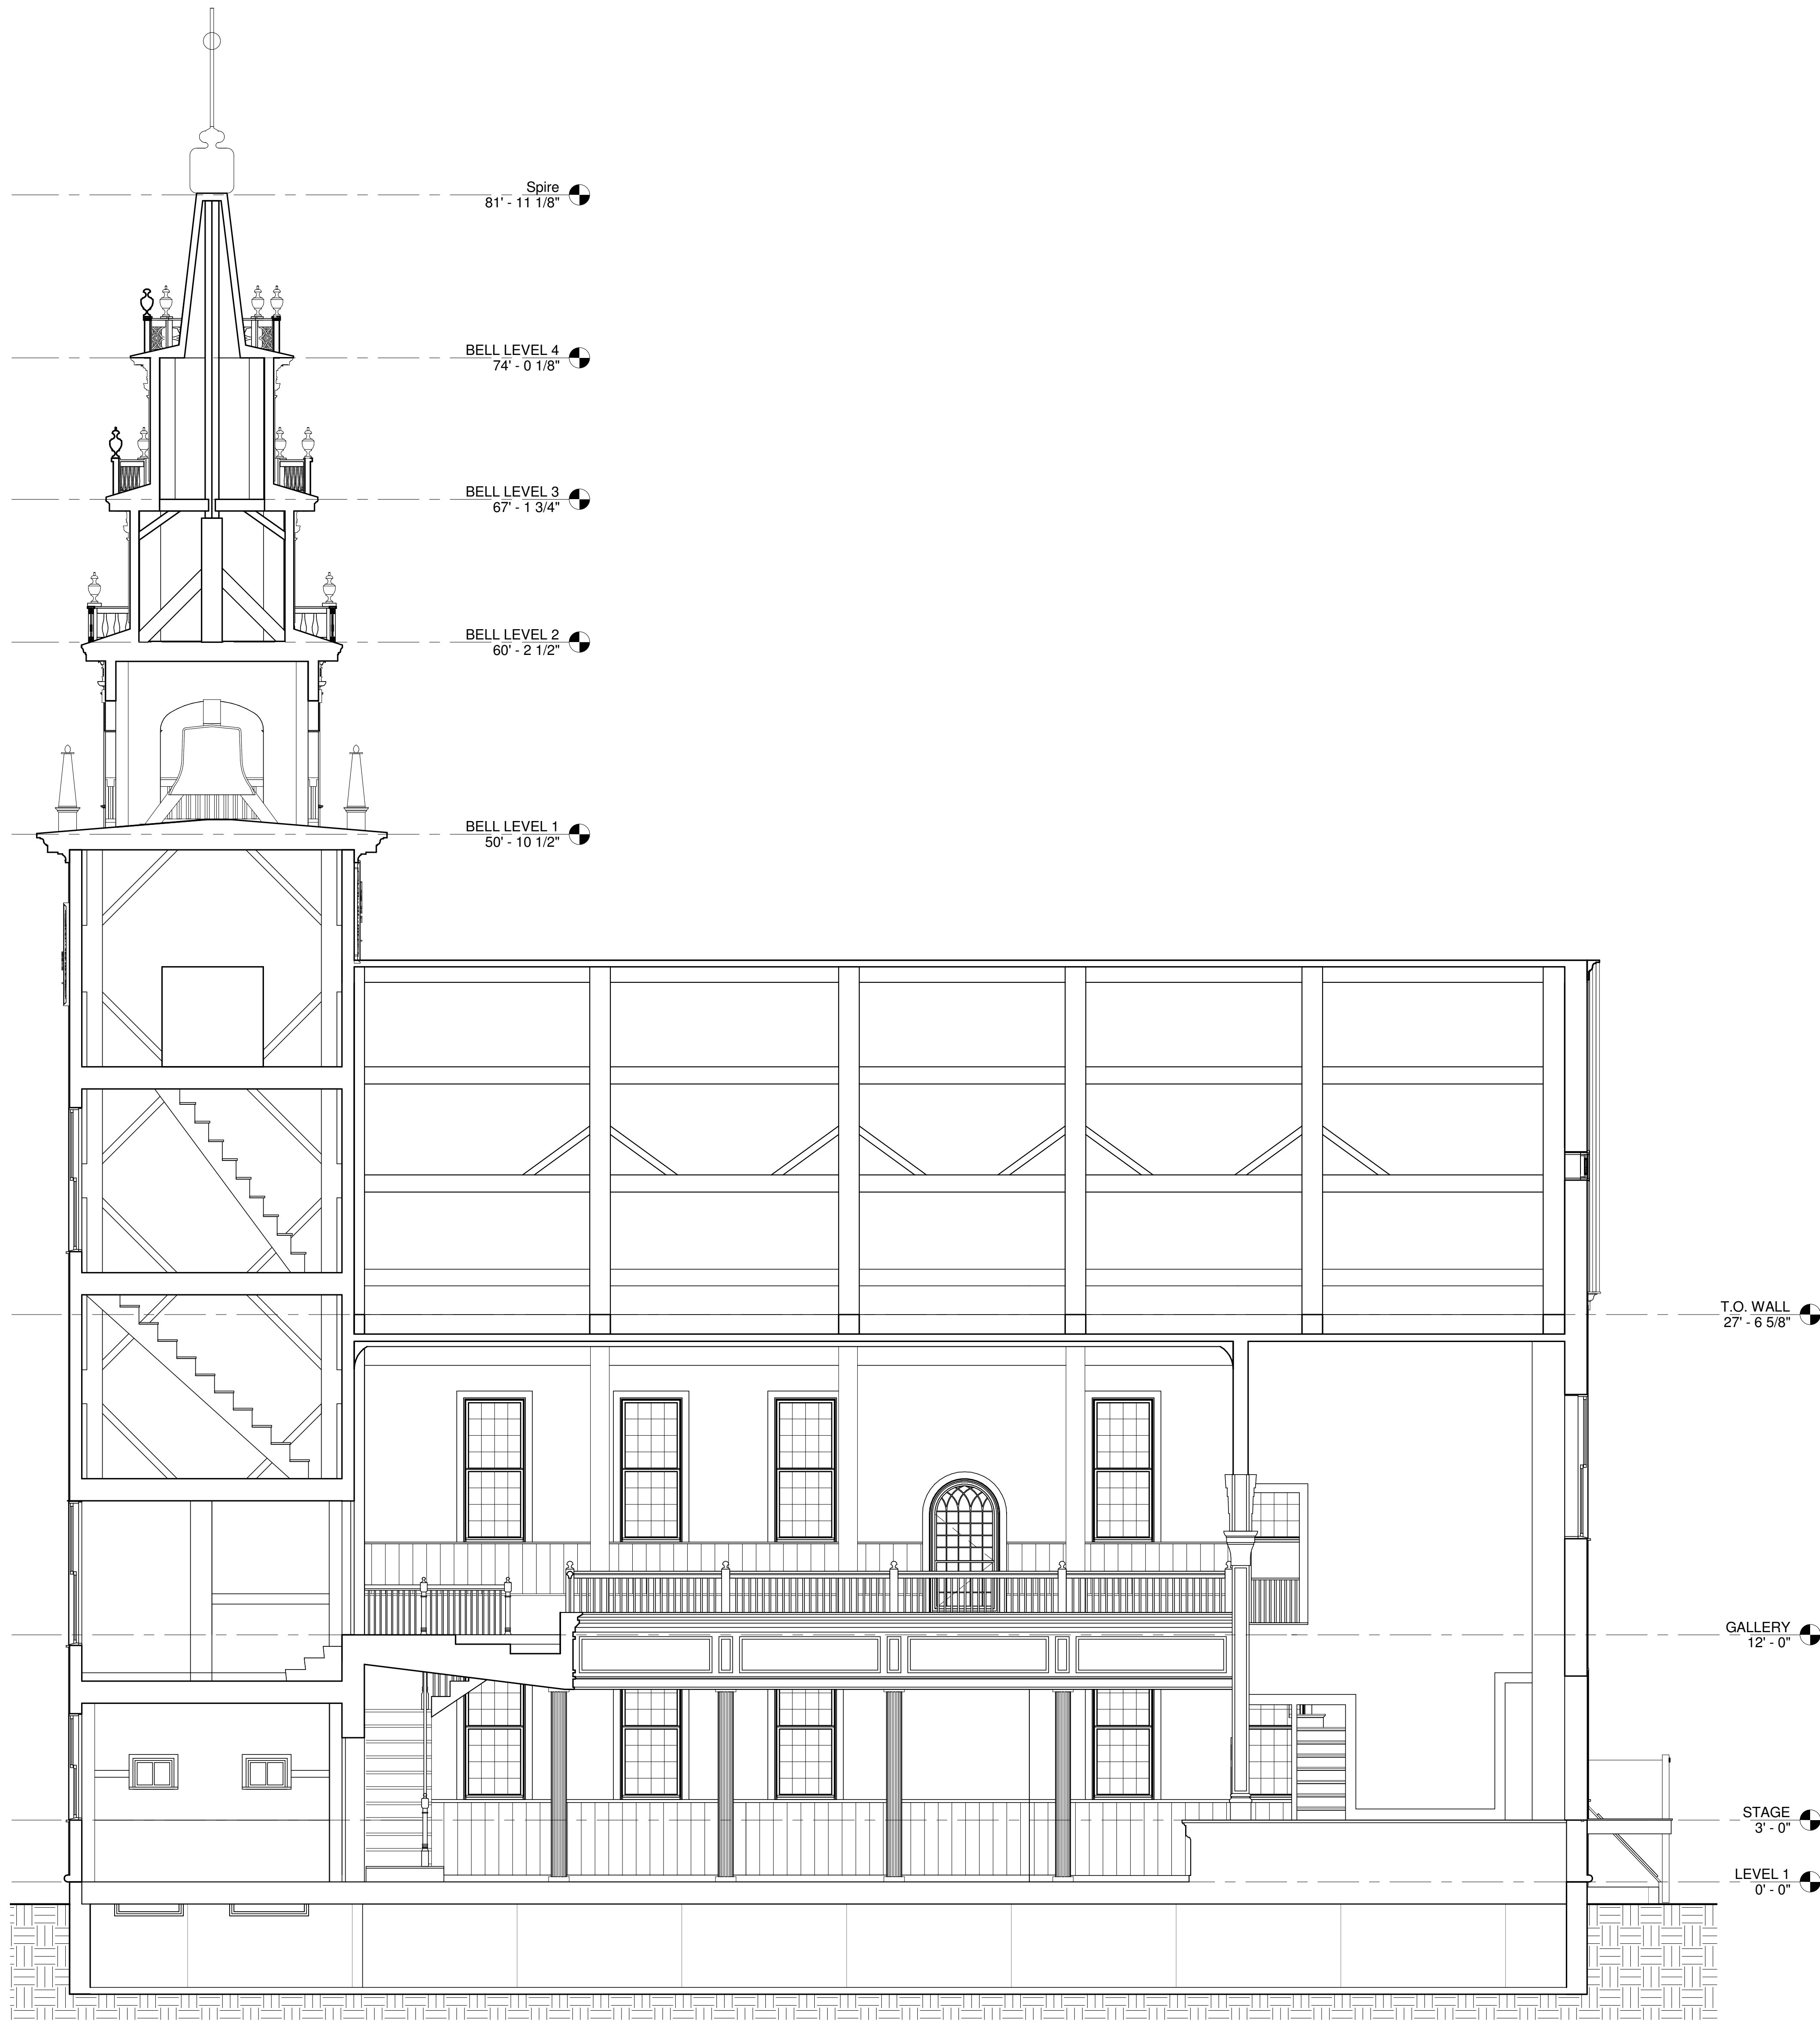 Spire
81' - 11 1/8"
BELL LEVEL 4
74' - 0 1/8"
BELL LEVEL 3
67' - 1 3/4"
BELL LEVEL 2
60' - 2 1/2"
BELL LEVEL 1
50' - 10 1/2"
T.O. WALL
27' - 6 5/8"
GALLERY
12' - 0"
STAGE
3' - 0"
LEVEL 1
0' - 0"